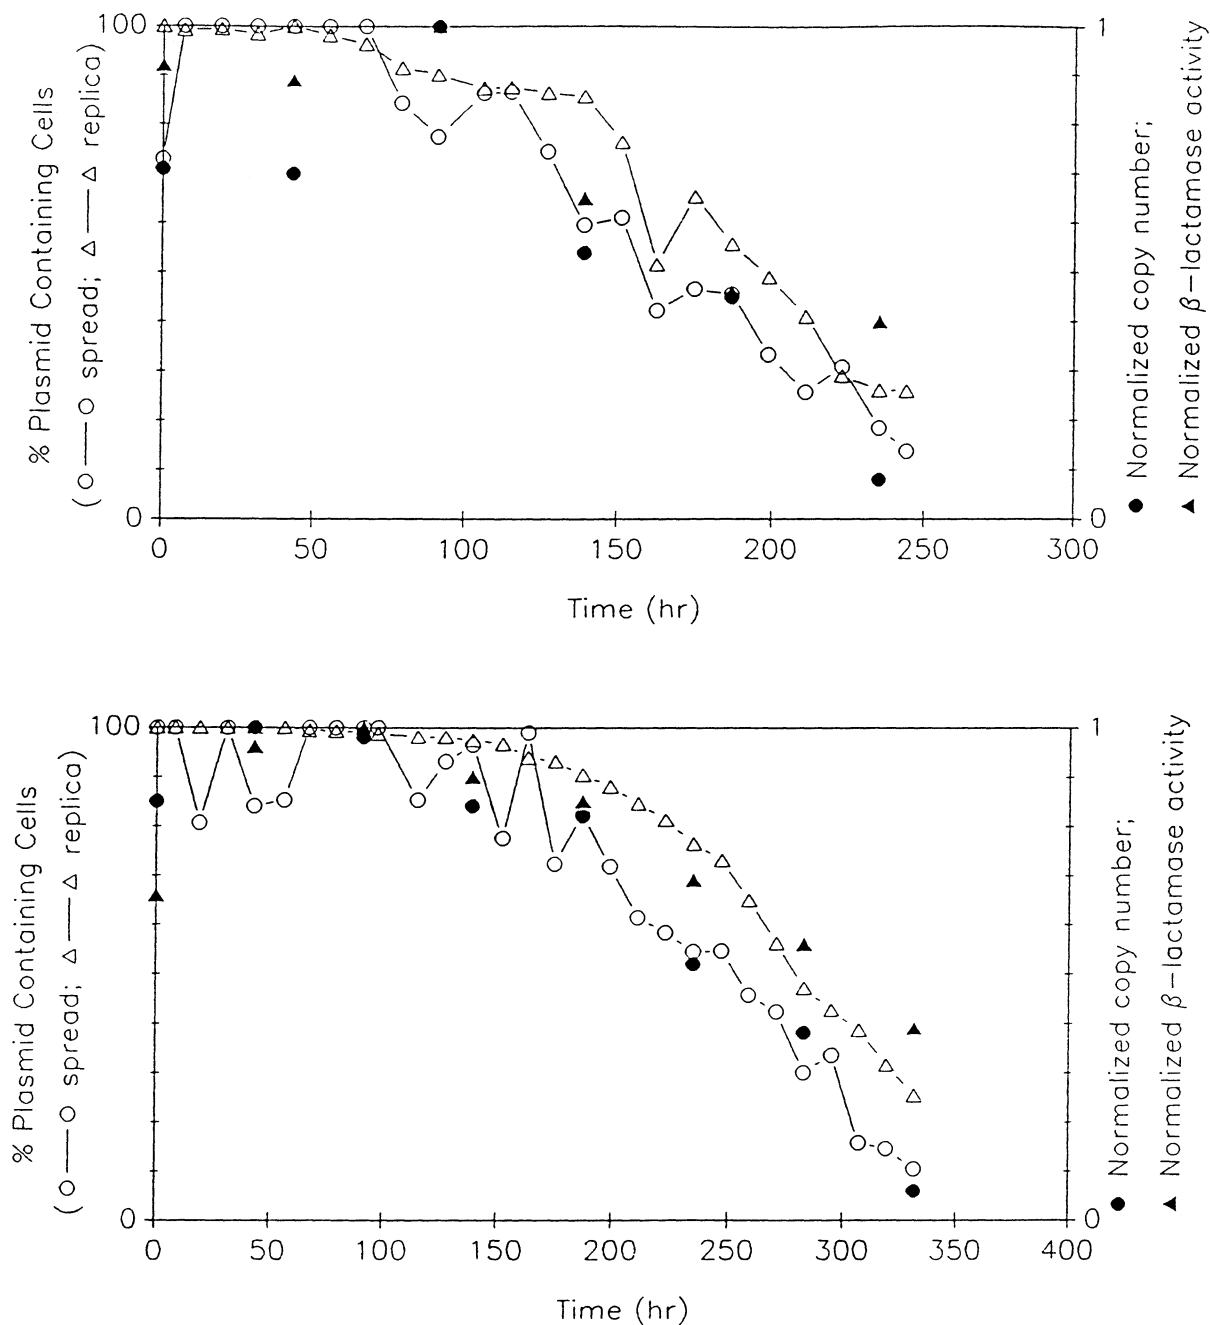 100
0
% Plasmid Containing Cells
(○—○ spread; △—△ replica)
1
0
● Normalized copy number;
▲ Normalized β-lactamase activity
0 50 100 150 200 250 300
Time (hr)
100
0
% Plasmid Containing Cells
(○—○ spread; △—△ replica)
1
0
● Normalized copy number;
▲ Normalized β-lactamase activity
0 50 100 150 200 250 300 350 400
Time (hr)